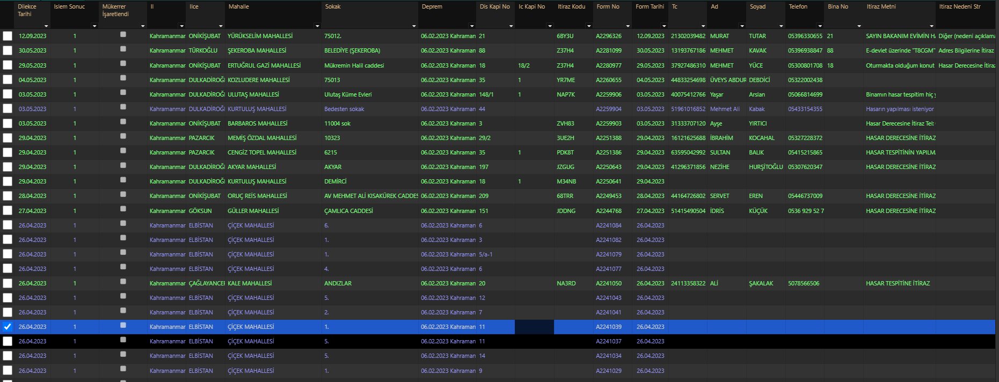 Dilekce Tarihi Islem Sonuc Mükerrer İşaretlendi Il Ilce Mahalle Sokak Deprem Dis Kapi No Ic Kapi No Itiraz Kodu Form No Form Tarihi Tc Ad Soyad Telefon Bina No Itiraz Metni Itiraz Nedeni Str
12.09.2023 1 Kahramanmar ONİKİŞUBAT YÜRÜKSELİM MAHALLESİ 75012. 06.02.2023 Kahraman 21 6BY3U A2296326 12.09.2023 21302039482 MURAT TUTAR 05396330655 21 SAYIN BAKANIM EVİMİN H Diğer (nedeni açıklama
30.05.2023 1 Kahramanmar TÜRKOĞLU ŞEKEROBA MAHALLESİ BELEDİYE (ŞEKEROBA) 06.02.2023 Kahraman 88 Z37H4 A2281099 30.05.2023 13193767186 MEHMET KAVAK 05396938847 88 E-devlet üzerinde "T8CGM" Adres Bilgilerine İtiraz
29.05.2023 1 Kahramanmar ONİKİŞUBAT ERTUĞRUL GAZİ MAHALLESİ Mükremin Halil caddesi 06.02.2023 Kahraman 18 18/2 Z37H4 A2280977 29.05.2023 37927486310 MEHMET YÜCE 05300801708 18 Oturmakta olduğum konut Hasar Derecesine İtiraz
04.05.2023 1 Kahramanmar DULKADİROĞ KOZLUDERE MAHALLESİ 75013 06.02.2023 Kahraman 35 1 YR7ME A2260655 04.05.2023 44833254698 ÜVEYS ABDUR DEBDİCİ 05322002438
03.05.2023 1 Kahramanmar DULKADİROĞ ULUTAŞ MAHALLESİ Ulutaş Küme Evleri 06.02.2023 Kahraman 148/1 1 NAP7K A2259906 03.05.2023 40075412766 Yaşar Arslan 05066814699 Binamın hasar tespitim hiç y
03.05.2023 1 Kahramanmar DULKADİROĞ KURTULUŞ MAHALLESİ Bedesten sokak 06.02.2023 Kahraman 44 A2259904 03.05.2023 51961016852 Mehmet Ali Kabak 05433154355 Hasarın yapılması isteniyor
03.05.2023 1 Kahramanmar ONİKİŞUBAT BARBAROS MAHALLESİ 11004 sok 06.02.2023 Kahraman 3 ZVH83 A2259903 03.05.2023 31333707120 Ayşe YIRTICI Hasar Derecesine İtiraz Tel:
29.04.2023 1 Kahramanmar PAZARCIK MEMİŞ ÖZDAL MAHALLESİ 10323 06.02.2023 Kahraman 29/2 3UE2H A2251388 29.04.2023 16121625688 İBRAHİM KOCAHAL 05327228372 HASAR DERECESİNE İTİRAZ
29.04.2023 1 Kahramanmar PAZARCIK CENGİZ TOPEL MAHALLESİ 6215 06.02.2023 Kahraman 35 1 PDK8T A2251386 29.04.2023 63595042992 SULTAN BALIK 05415215865 HASAR TESPİTİNİN YAPILM
29.04.2023 1 Kahramanmar DULKADİROĞ AKYAR MAHALLESİ AKYAR 06.02.2023 Kahraman 197 JZGUG A2250643 29.04.2023 41296371856 NEZİHE HURŞİTOĞLU 05307620347 HASAR DERECESİNE İTİRAZ
29.04.2023 1 Kahramanmar DULKADİROĞ KURTULUŞ MAHALLESİ DEMİRCİ 06.02.2023 Kahraman 18 1 M34NB A2250641 29.04.2023
28.04.2023 1 Kahramanmar ONİKİŞUBAT ORUÇ REİS MAHALLESİ AV MEHMET ALİ KISAKÜREK CADDES 06.02.2023 Kahraman 209 68TRR A2249453 28.04.2023 44164726802 SERVET EREN 05446737009 HASAR DERECESİNE İTİRAZ
27.04.2023 1 Kahramanmar GÖKSUN GÜLLER MAHALLESİ ÇAMLICA CADDESİ 06.02.2023 Kahraman 151 JDDNG A2244768 27.04.2023 51415490504 İDRİS KÜÇÜK 0536 929 52 7 HASAR DERECESİNE İTİRAZ
26.04.2023 1 Kahramanmar ELBİSTAN ÇİÇEK MAHALLESİ 6. 06.02.2023 Kahraman 6 A2241084 26.04.2023
26.04.2023 1 Kahramanmar ELBİSTAN ÇİÇEK MAHALLESİ 1. 06.02.2023 Kahraman 3 A2241082 26.04.2023
26.04.2023 1 Kahramanmar ELBİSTAN ÇİÇEK MAHALLESİ 1. 06.02.2023 Kahraman 5/a-1 A2241079 26.04.2023
26.04.2023 1 Kahramanmar ELBİSTAN ÇİÇEK MAHALLESİ 4. 06.02.2023 Kahraman 6 A2241077 26.04.2023
26.04.2023 1 Kahramanmar ÇAĞLAYANCE KALE MAHALLESİ ANDIZLAR 06.02.2023 Kahraman 20 NA3RD A2241050 26.04.2023 24113358322 ALİ ŞAKALAK 5078566506 HASAR TESPİTİNE İTİRAZ
26.04.2023 1 Kahramanmar ELBİSTAN ÇİÇEK MAHALLESİ 5. 06.02.2023 Kahraman 12 A2241043 26.04.2023
26.04.2023 1 Kahramanmar ELBİSTAN ÇİÇEK MAHALLESİ 2. 06.02.2023 Kahraman 7 A2241041 26.04.2023
26.04.2023 1 Kahramanmar ELBİSTAN ÇİÇEK MAHALLESİ 1. 06.02.2023 Kahraman 11 A2241039 26.04.2023
26.04.2023 1 Kahramanmar ELBİSTAN ÇİÇEK MAHALLESİ 5. 06.02.2023 Kahraman 11 A2241037 26.04.2023
26.04.2023 1 Kahramanmar ELBİSTAN ÇİÇEK MAHALLESİ 5. 06.02.2023 Kahraman 14 A2241034 26.04.2023
26.04.2023 1 Kahramanmar ELBİSTAN ÇİÇEK MAHALLESİ 1. 06.02.2023 Kahraman 9 A2241029 26.04.2023